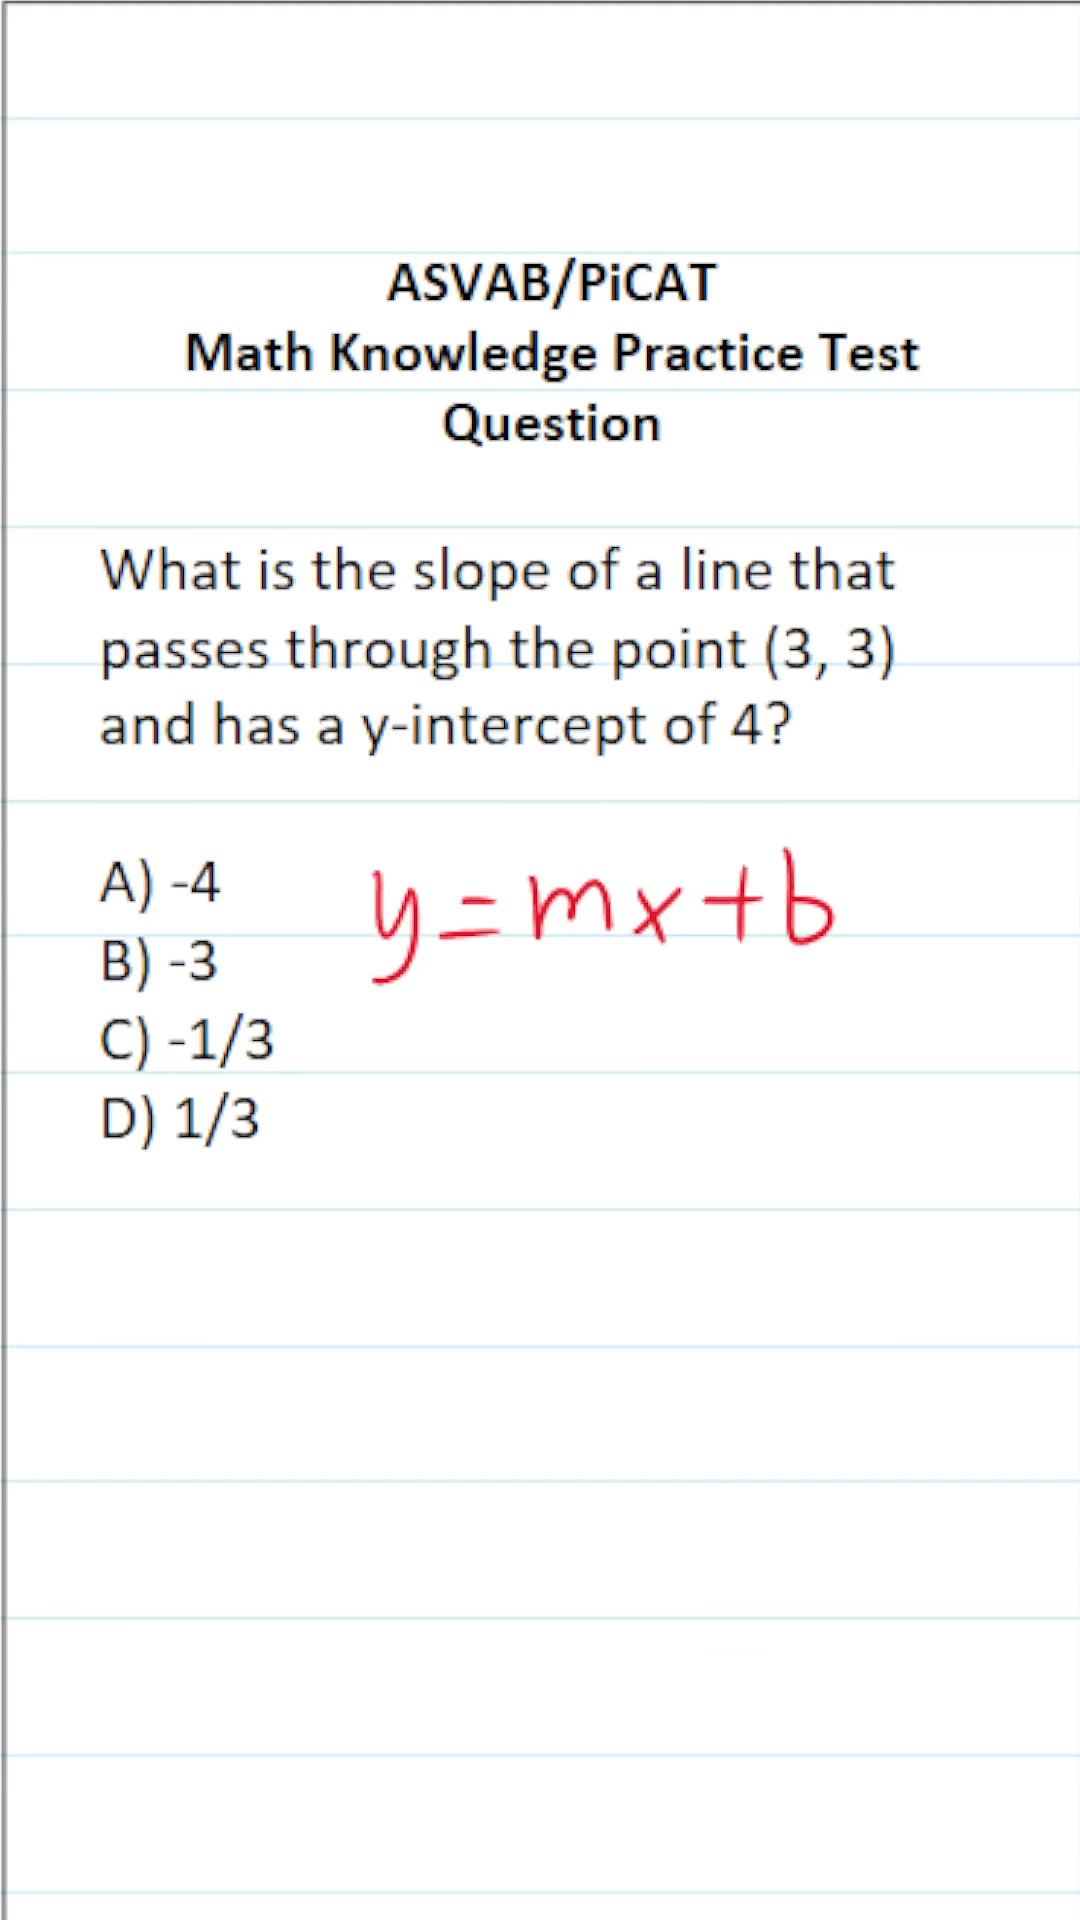 ASVAB/PiCAT
Math Knowledge Practice Test
Question
What is the slope of a line that
passes through the point (3, 3)
and has a y-intercept of 4?
A) -4
y=mx+b
B) -3
C) -1/3
D) 1/3